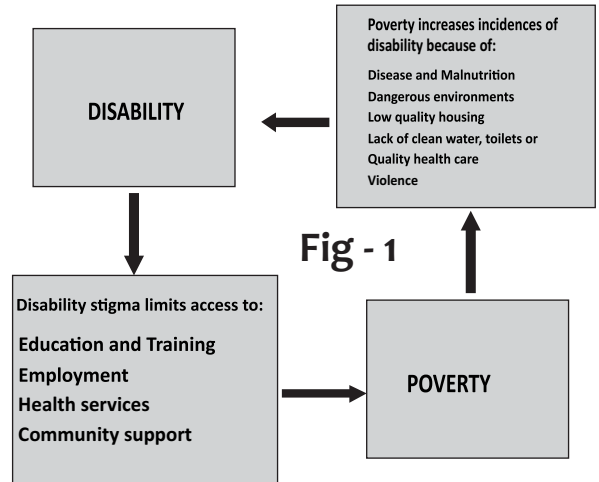 DISABILITY
Poverty increases incidences of
disability because of:
Disease and Malnutrition
Dangerous environments
Low quality housing
Lack of clean water, toilets or
Quality health care
Violence
Fig - 1
Disability stigma limits access to:
Education and Training
Employment
Health services
Community support
POVERTY